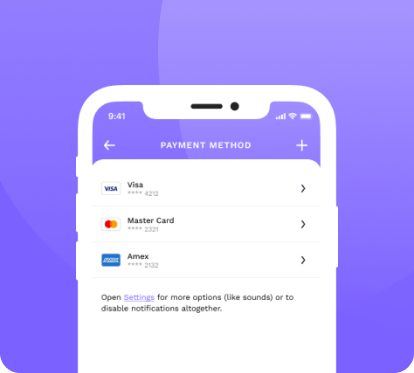 9:41
PAYMENT METHOD
VISA
Visa
**** 4212
Master Card
**** 2321
Amex
**** 2132
Open Settings for more options (like sounds) or to
disable notifications altogether.